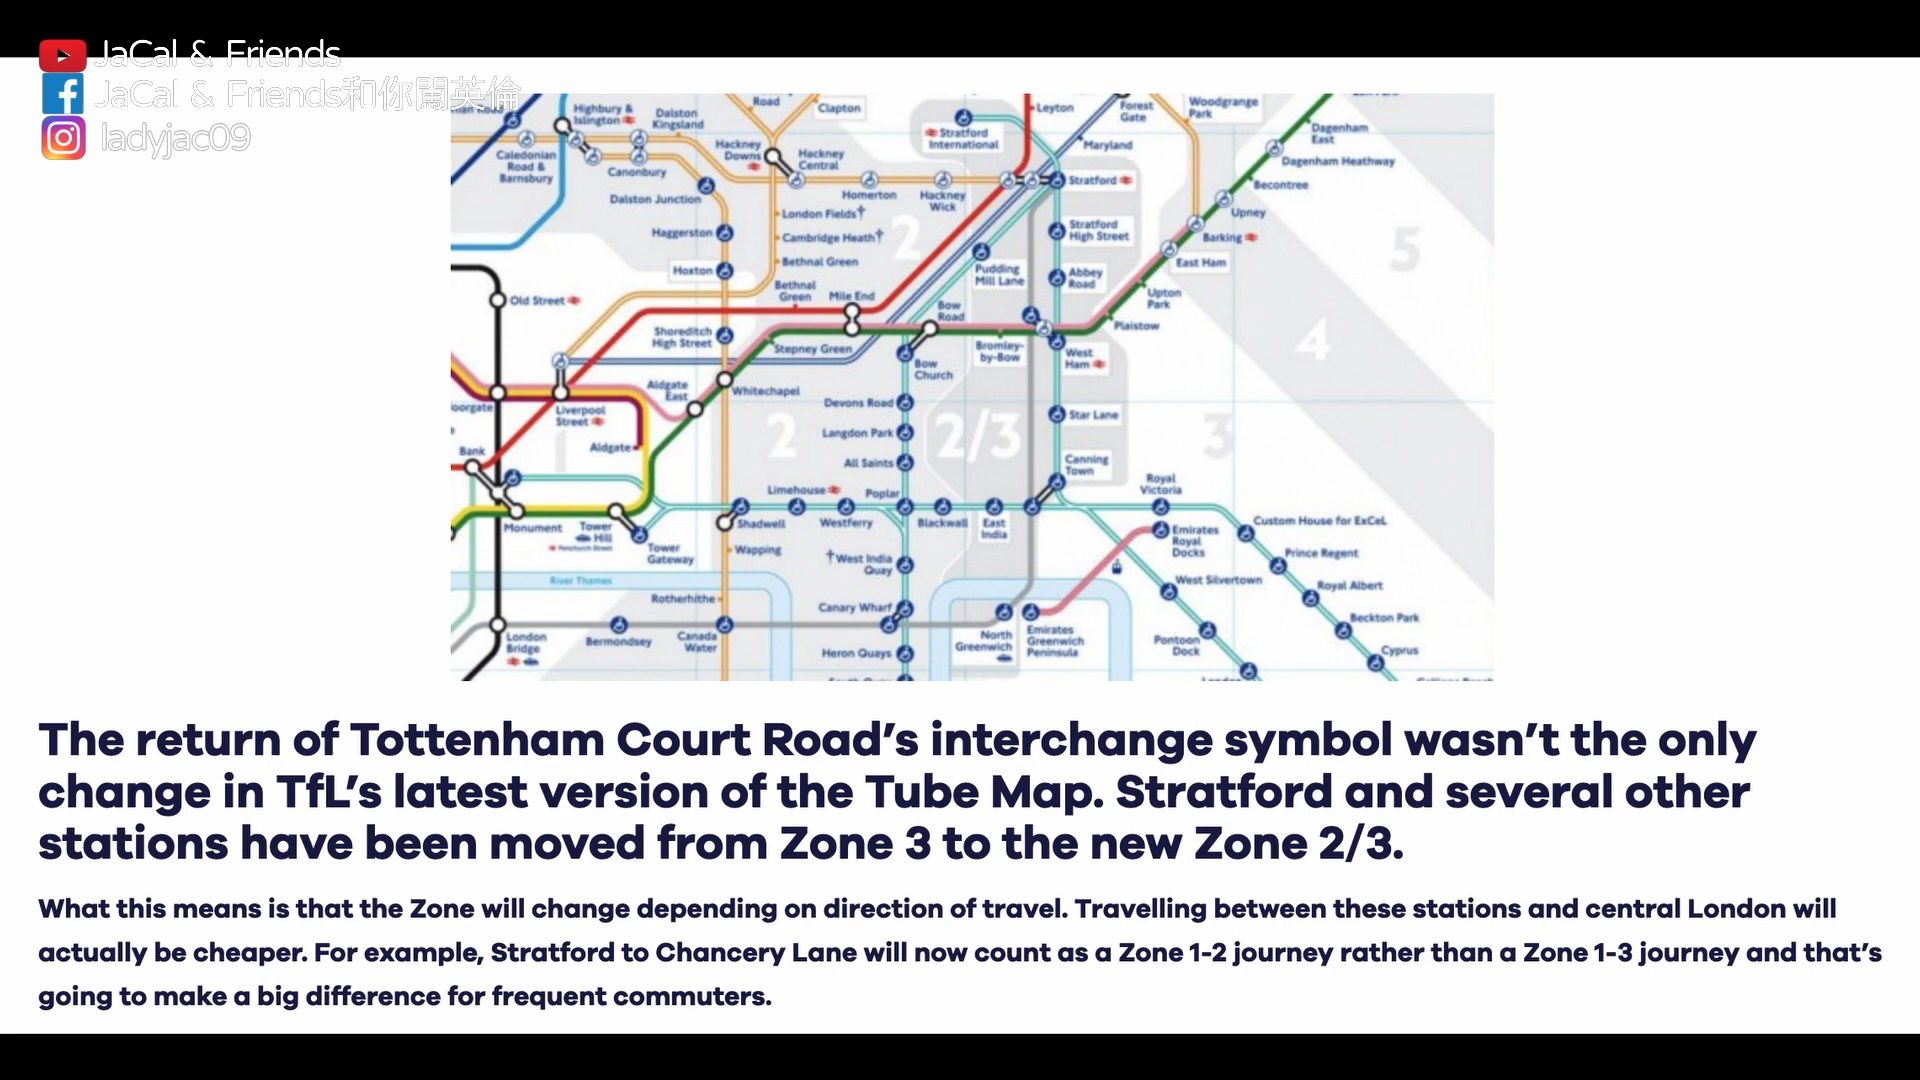 JaCal & Friends
JaCal & Friends和你闖英倫
ladyjac09
Highbury &
Islington
Dalston
Kingsland
Road
Clapton
Leyton
Forest
Gate
Woodgrange
Park
Dagenham
East
Dagenham Heathway
Becontree
Upney
Barking
East Ham
Upton
Park
Plaistow
Stratford
International
Maryland
Stratford
Caledonian
Road &
Barnsbury
Canonbury
Hackney
Downs
Hackney
Central
Homerton
Hackney
Wick
Dalston Junction
London Fields†
Haggerston
Cambridge Heath†
2
Stratford
High Street
5
Hoxton
Bethnal Green
Pudding
Mill Lane
Abbey
Road
Old Street
Bethnal
Green
Mile End
Bow
Road
4
Shoreditch
High Street
Stepney Green
Bromley-
by-Bow
West
Ham
Bow
Church
Aldgate
East
Whitechapel
Devons Road
Liverpool
Street
Star Lane
2
Langdon Park
2/3
3
Aldgate
1
Bank
All Saints
Canning
Town
Limehouse
Poplar
Royal
Victoria
Monument
Tower
Hill
Fenchurch Street
Tower
Gateway
Shadwell
Westferry
Blackwall
East
India
Custom House for ExCeL
Emirates
Royal
Docks
Prince Regent
Wapping
†West India
Quay
West Silvertown
Royal Albert
River Thames
Rotherhithe
Canary Wharf
Beckton Park
London
Bridge
Bermondsey
Canada
Water
North
Greenwich
Emirates
Greenwich
Peninsula
Pontoon
Dock
Cyprus
Heron Quays
The return of Tottenham Court Road’s interchange symbol wasn’t the only
change in TfL’s latest version of the Tube Map. Stratford and several other
stations have been moved from Zone 3 to the new Zone 2/3.
What this means is that the Zone will change depending on direction of travel. Travelling between these stations and central London will
actually be cheaper. For example, Stratford to Chancery Lane will now count as a Zone 1-2 journey rather than a Zone 1-3 journey and that’s
going to make a big difference for frequent commuters.